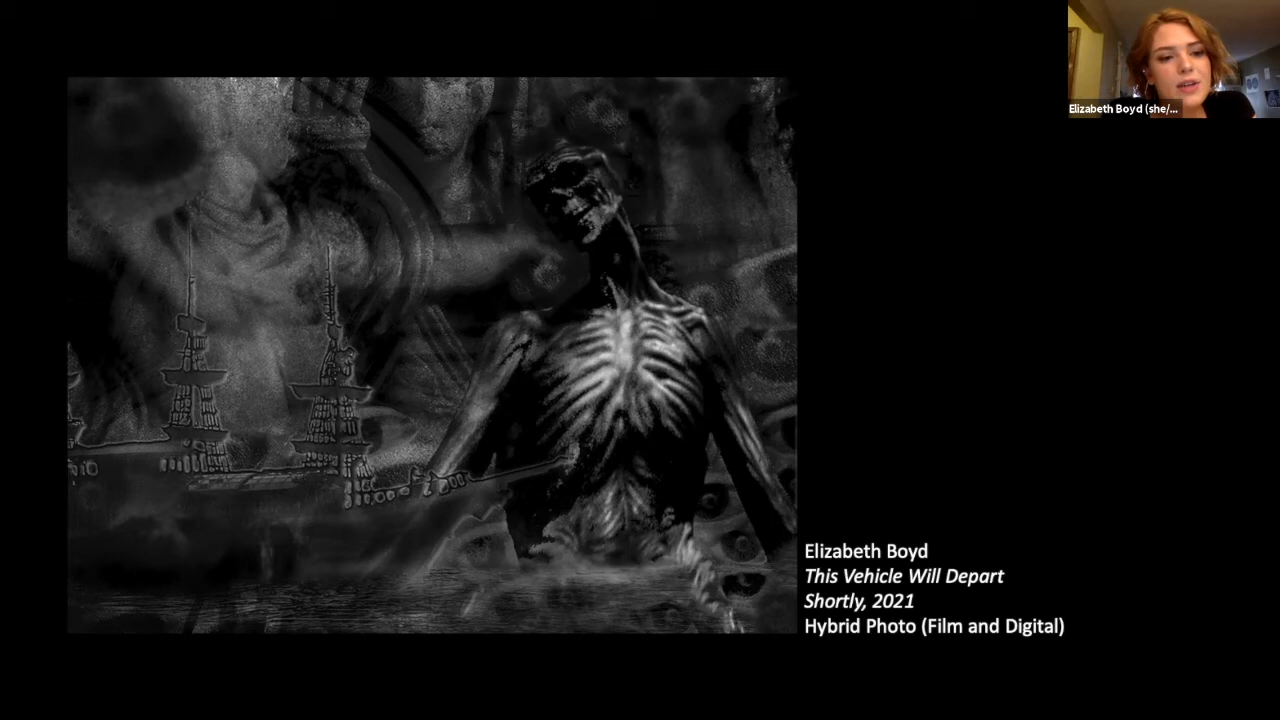 Elizabeth Boyd (she/...
Elizabeth Boyd
This Vehicle Will Depart
Shortly, 2021
Hybrid Photo (Film and Digital)